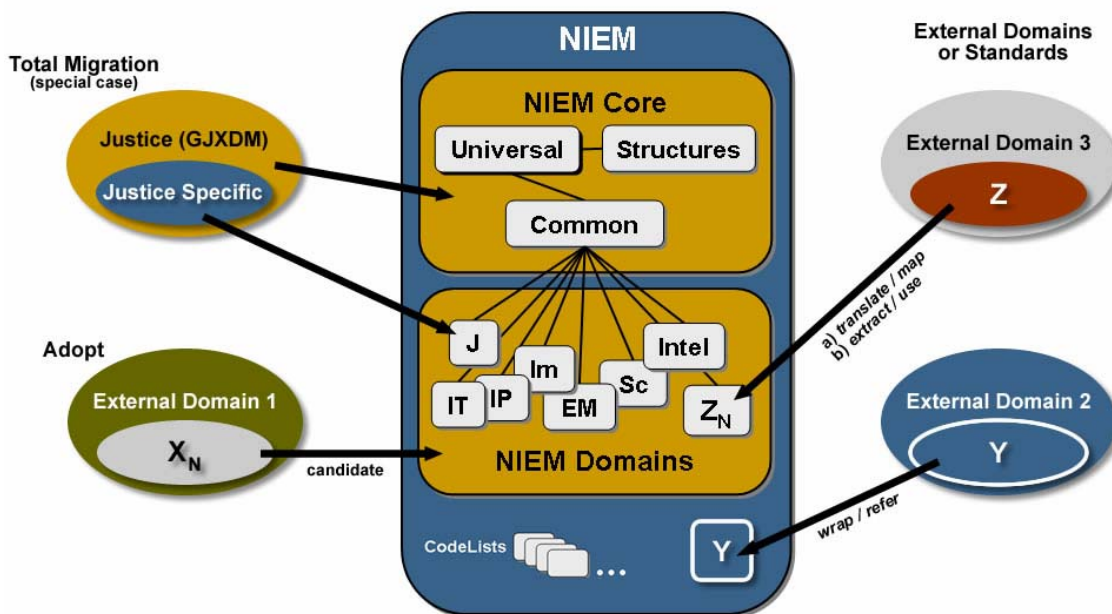 NIEM
External Domains
or Standards
Total Migration
(special case)
NIEM Core
Justice (GJXDM)
Universal
Structures
External Domain 3
Justice Specific
Z
Common
a) translate / map
b) extract / use
J
Intel
Adopt
Im
Sc
External Domain 1
IT
IP
EM
ZN
External Domain 2
XN
candidate
NIEM Domains
Y
wrap / refer
CodeLists
...
Y